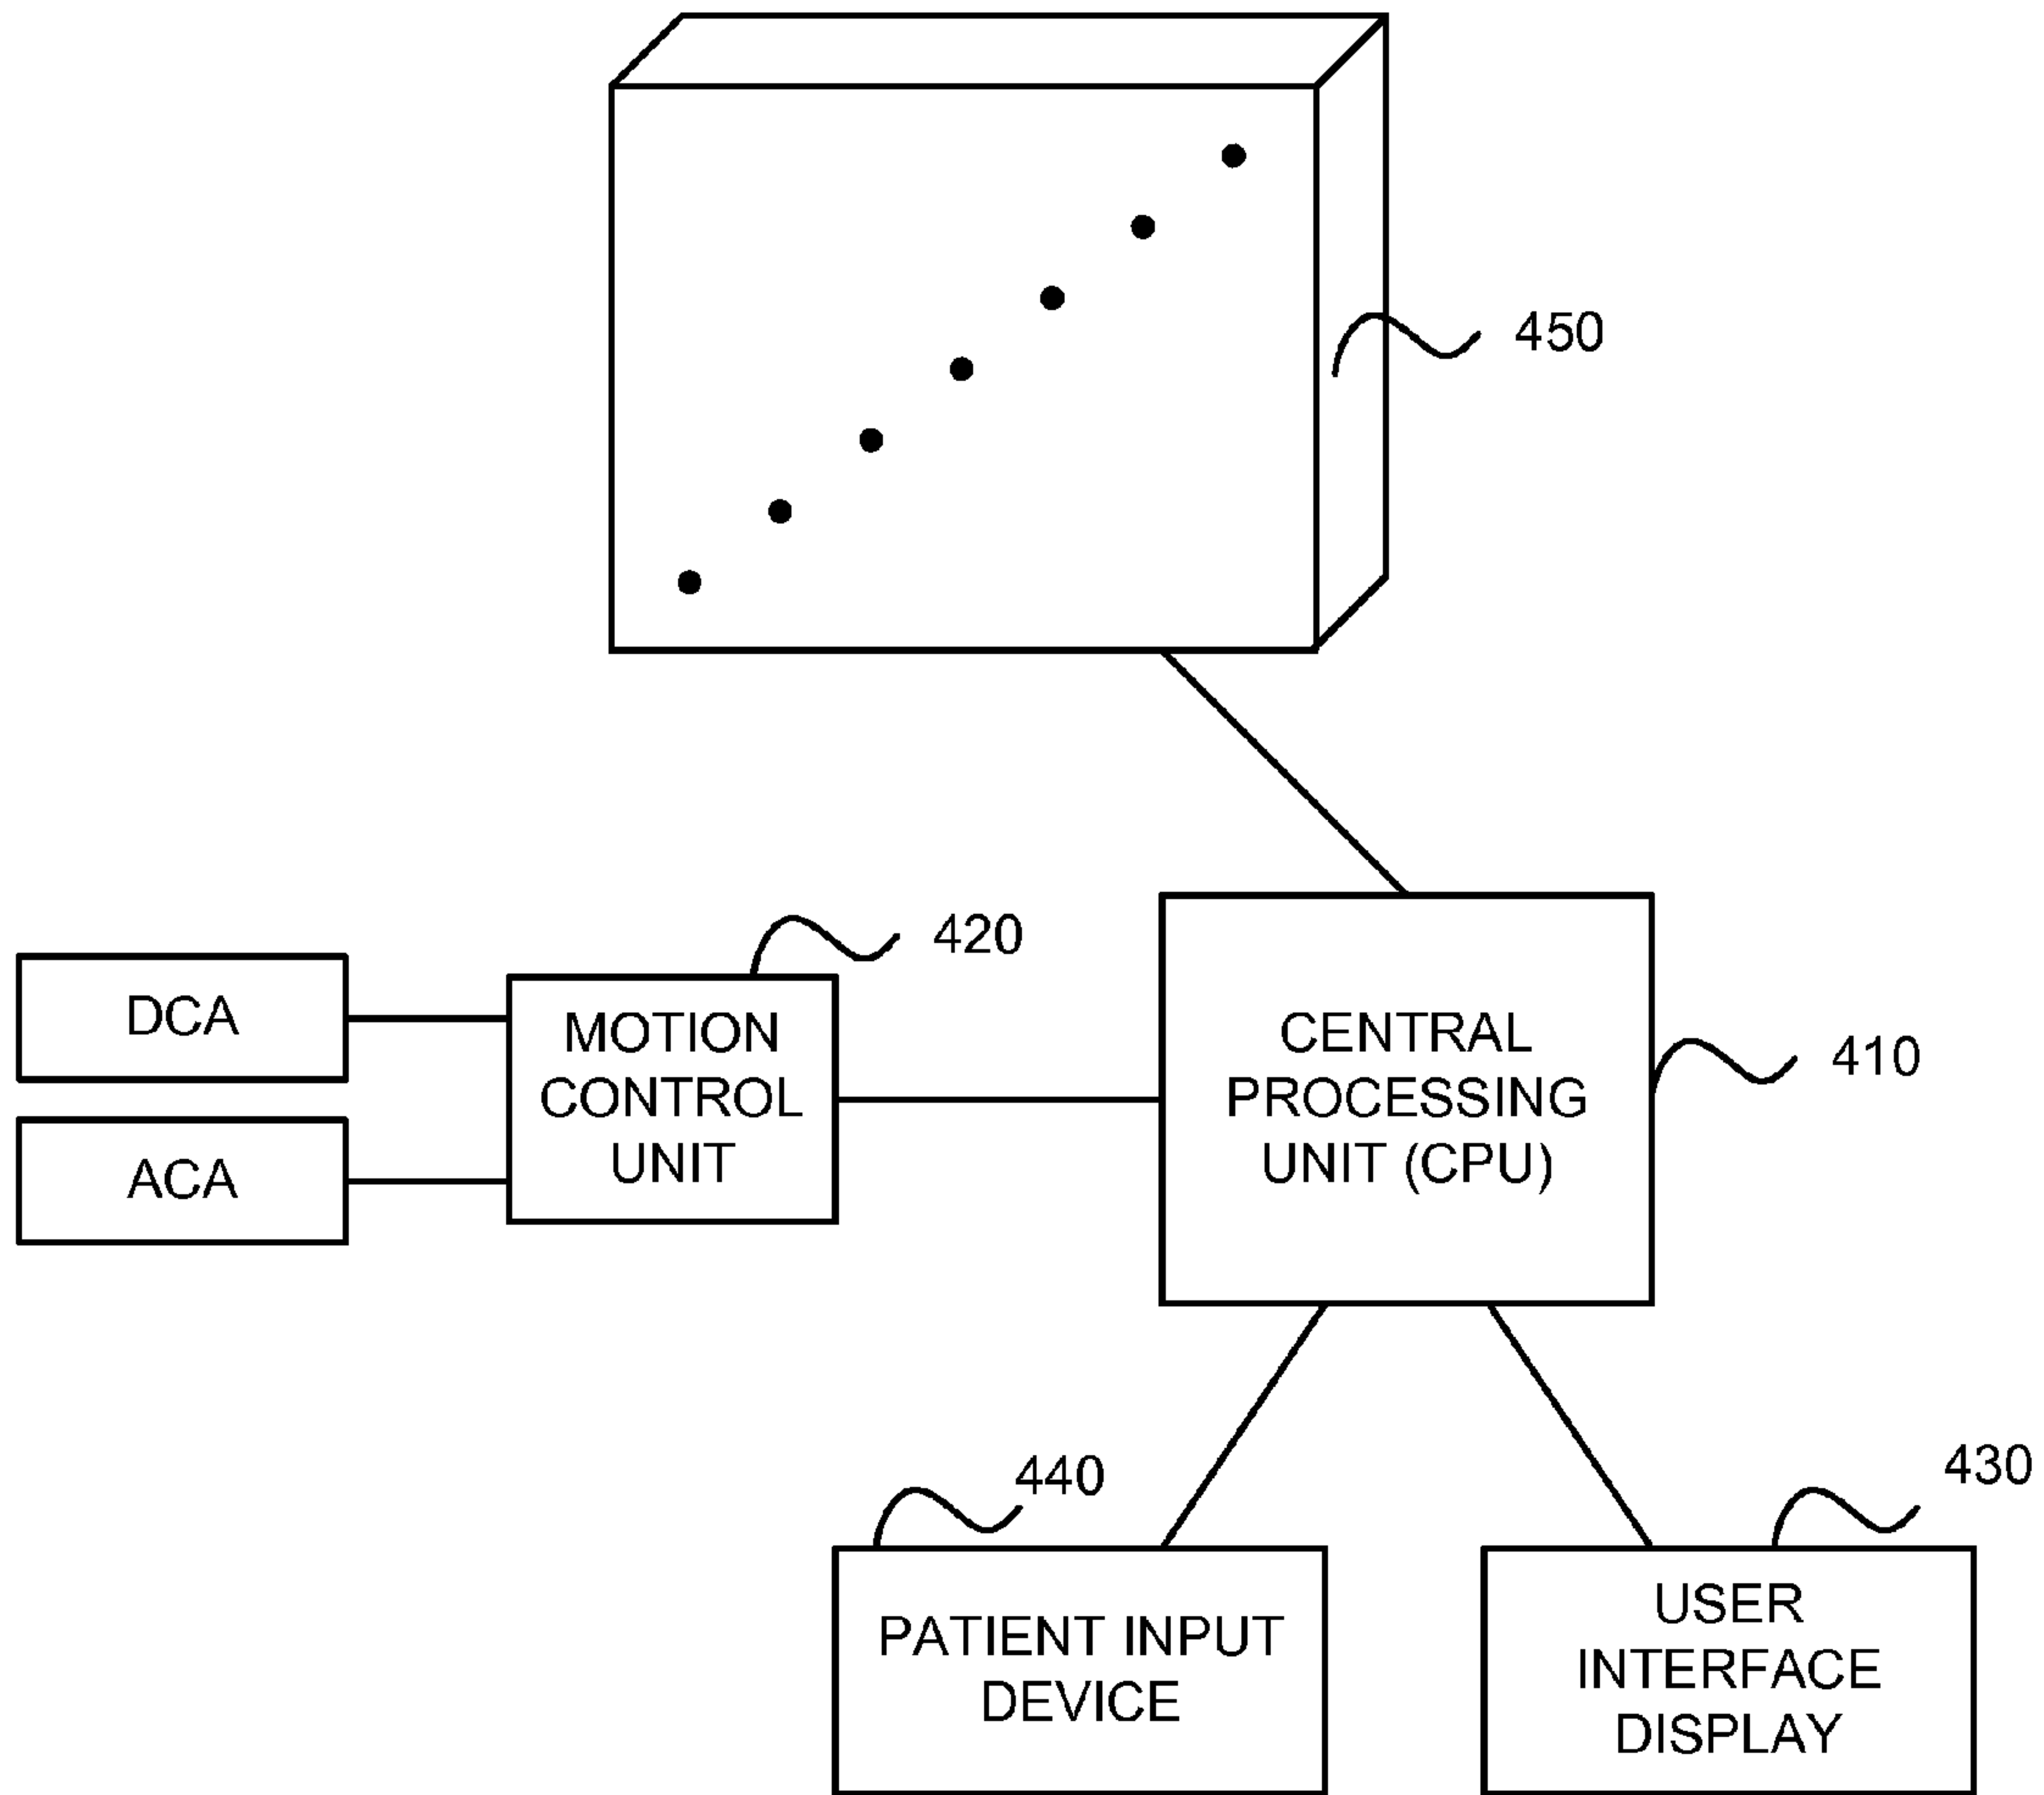 450
420
DCA
MOTION
CONTROL
UNIT
ACA
CENTRAL
PROCESSING
UNIT (CPU)
410
440
430
PATIENT INPUT
DEVICE
USER
INTERFACE
DISPLAY